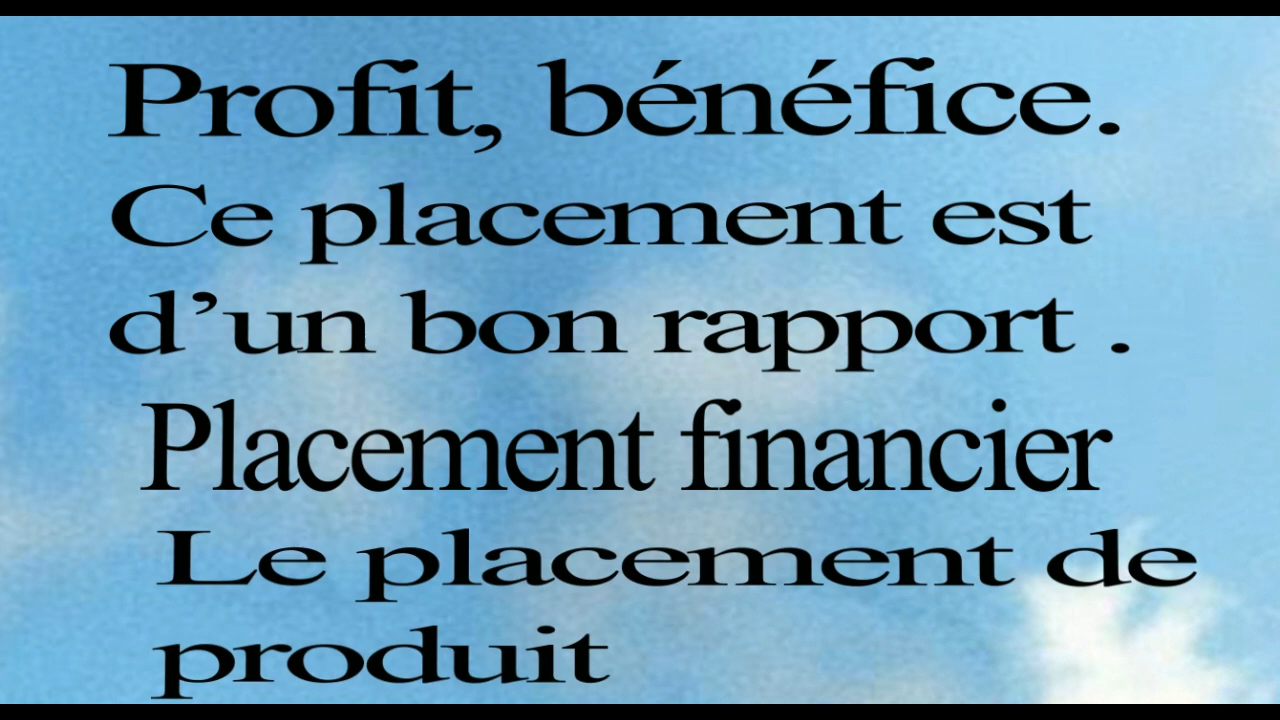 Profit, bénéfice.
Ce placement est
d’un bon rapport .
Placement financier
Le placement de
produit